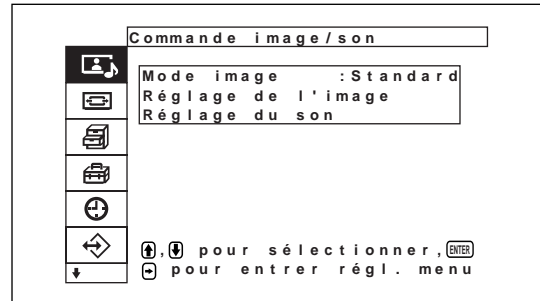 Commande image/son
Mode image :Standard
Réglage de l'image
Réglage du son
, pour sélectionner, ENTER
pour entrer régl. menu